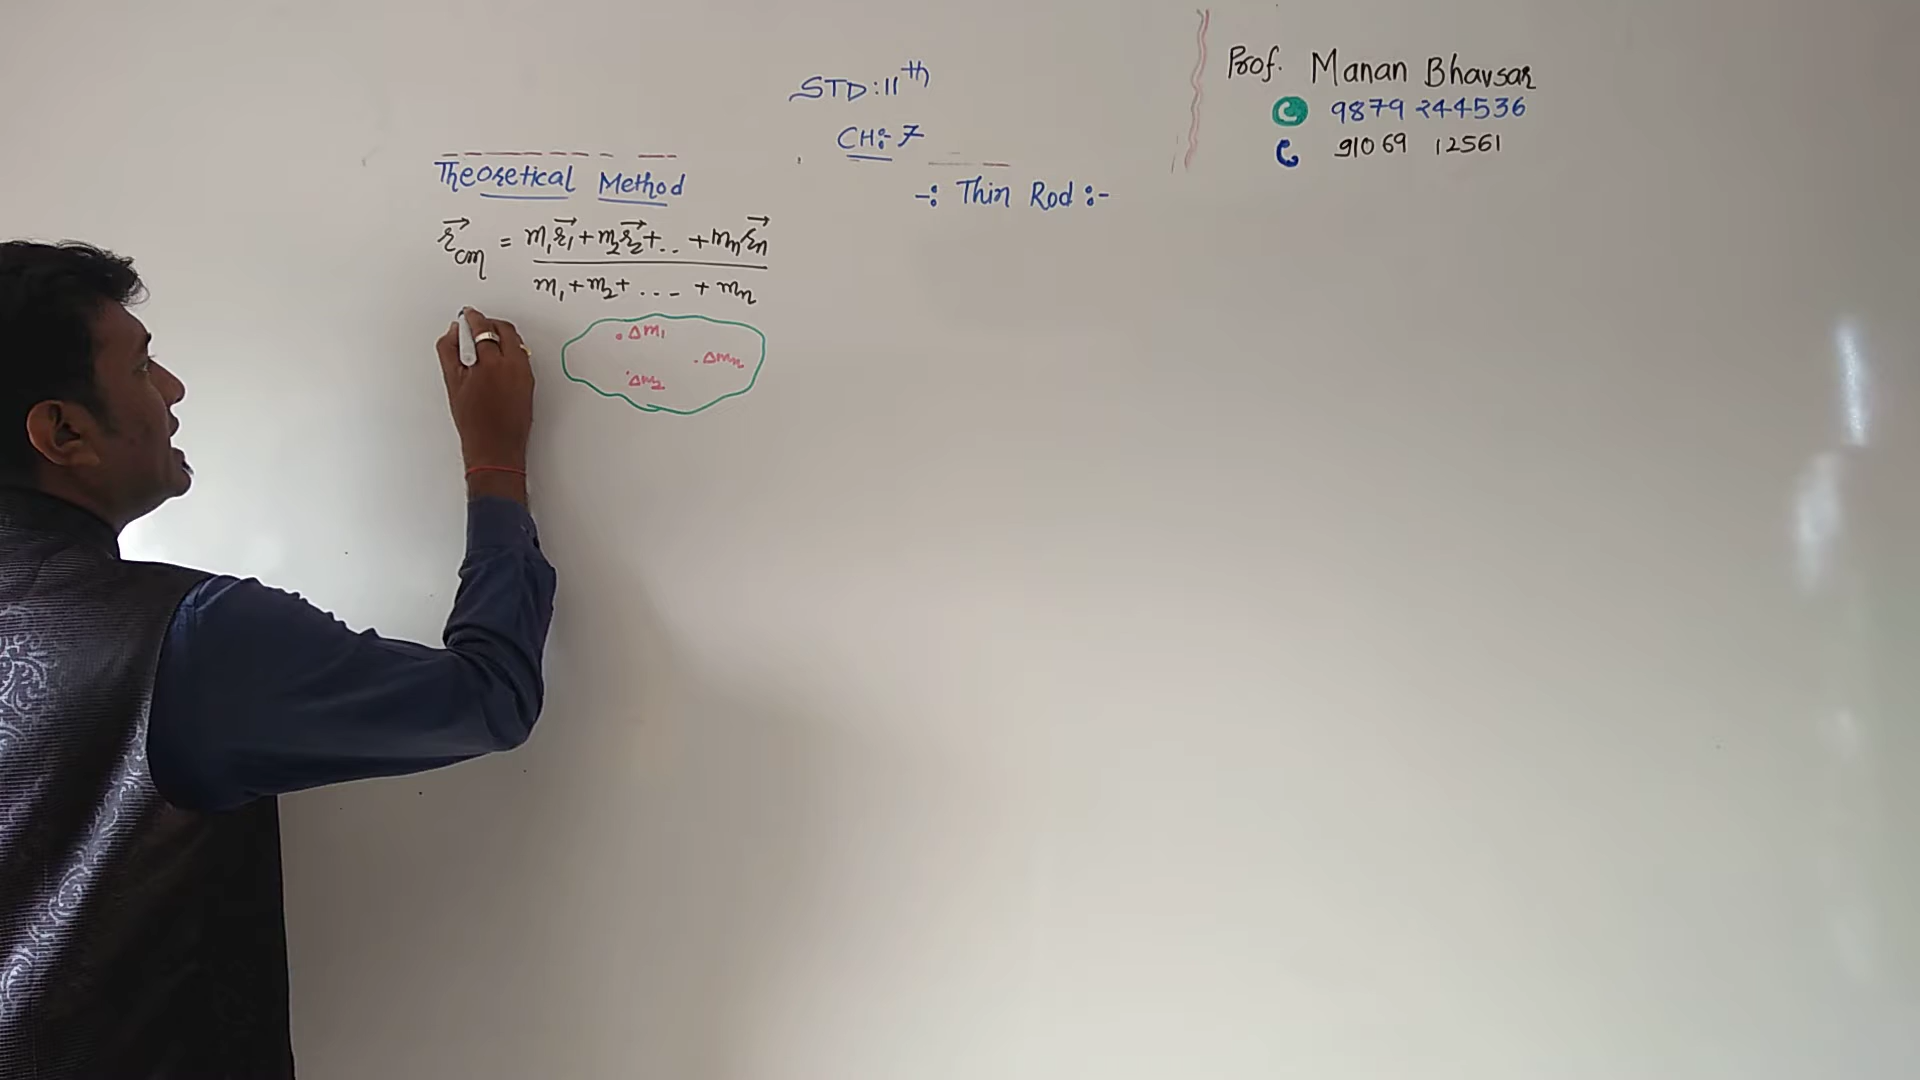 STD:11th
CH:- 7
Prof. Manan Bhavsar
9879 244536
91069 12561
Theoretical Method
-: Thin Rod :-
r⃗cm = m₁r⃗₁+m₂r⃗₂+.. +mₙr⃗ₙ
m₁+m₂+ .... + mₙ
Δm₁
Δmₙ
Δm₂